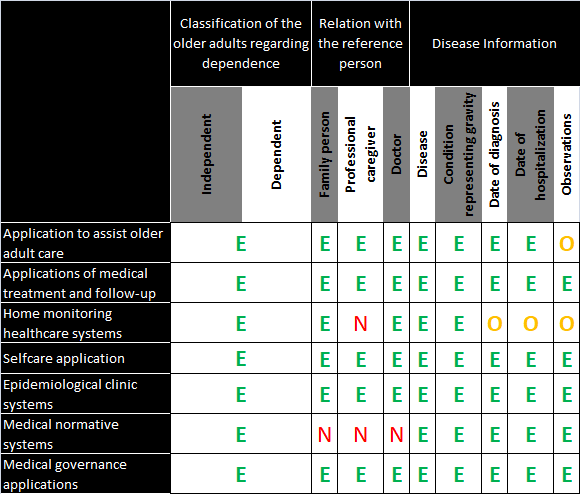 Classification of the
older adults regarding
dependence
Relation with
the reference
person
Disease Information
Independent
Dependent
Family person
Professional
caregiver
Doctor
Disease
Condition
representing gravity
Date of diagnosis
Date of
hospitalization
Observations
Application to assist older
adult care
E E E E E E E E O
Applications of medical
treatment and follow-up
E E E E E E E E E
Home monitoring
healthcare systems
E E N E E E O O O
Selfcare application
E E E E E E E E E
Epidemiological clinic
systems
E E E E E E E E E
Medical normative
systems
E N N N E E E E E
Medical governance
applications
E E E E E E E E E